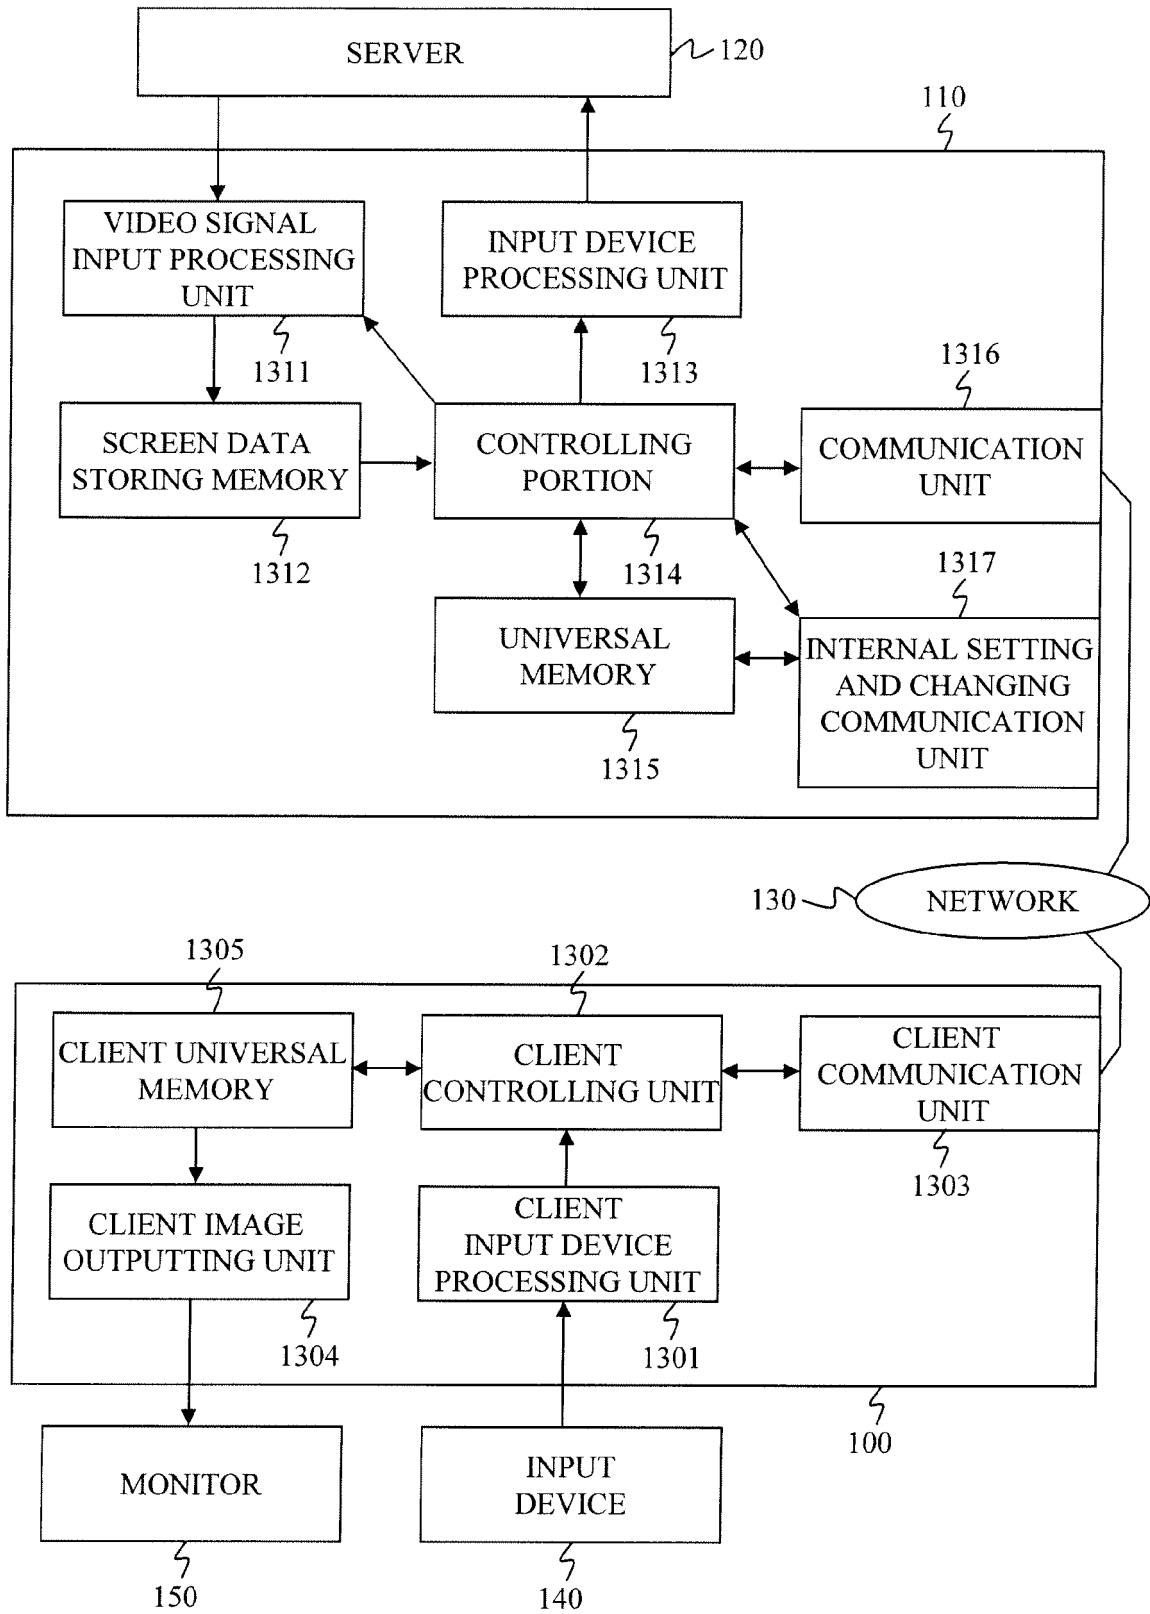 SERVER
120
110
VIDEO SIGNAL
INPUT PROCESSING
UNIT
INPUT DEVICE
PROCESSING UNIT
1311
1313
1316
SCREEN DATA
STORING MEMORY
CONTROLLING
PORTION
COMMUNICATION
UNIT
1312
1314
1317
UNIVERSAL
MEMORY
INTERNAL SETTING
AND CHANGING
COMMUNICATION
UNIT
1315
130
NETWORK
1305
1302
CLIENT UNIVERSAL
MEMORY
CLIENT
CONTROLLING UNIT
CLIENT
COMMUNICATION
UNIT
1303
CLIENT IMAGE
OUTPUTTING UNIT
CLIENT
INPUT DEVICE
PROCESSING UNIT
1304
1301
100
MONITOR
INPUT
DEVICE
150
140